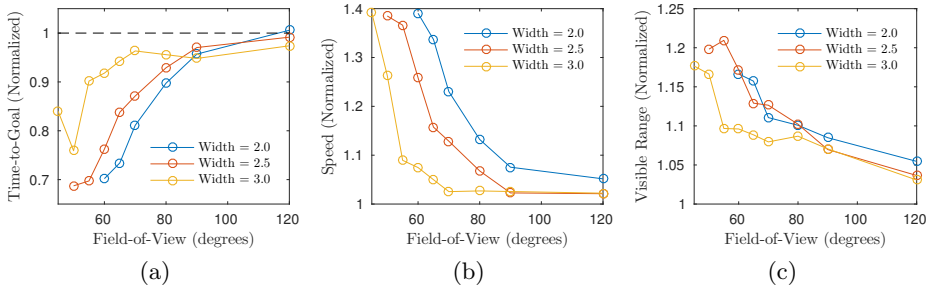 1
0.9
0.8
0.7
60
80
100
120
Time-to-Goal (Normalized)
Field-of-View (degrees)
Width = 2.0
Width = 2.5
Width = 3.0
(a)
1.4
1.3
1.2
1.1
1
60
80
100
120
Speed (Normalized)
Field-of-View (degrees)
Width = 2.0
Width = 2.5
Width = 3.0
(b)
1.25
1.2
1.15
1.1
1.05
1
60
80
100
120
Visible Range (Normalized)
Field-of-View (degrees)
Width = 2.0
Width = 2.5
Width = 3.0
(c)